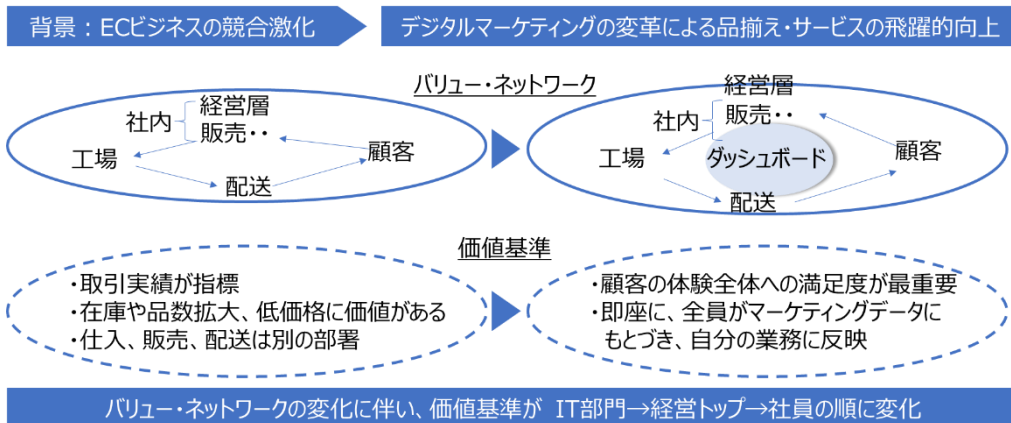 背景：ECビジネスの競合激化
デジタルマーケティングの変革による品揃え・サービスの飛躍的向上
バリュー・ネットワーク
経営層
社内
販売・・
工場
顧客
配送
経営層
社内
販売・・
工場
ダッシュボード
顧客
配送
価値基準
・取引実績が指標
・在庫や品数拡大、低価格に価値がある
・仕入、販売、配送は別の部署
・顧客の体験全体への満足度が最重要
・即座に、全員がマーケティングデータに
もとづき、自分の業務に反映
バリュー・ネットワークの変化に伴い、価値基準が IT部門→経営トップ→社員の順に変化